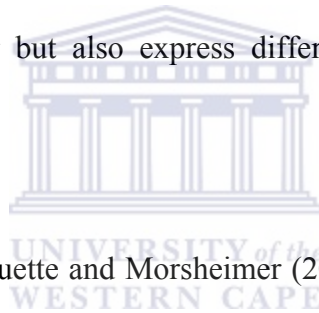 but also express differ
uette and Morsheimer (2
UNIVERSITY of the
WESTERN CAPE